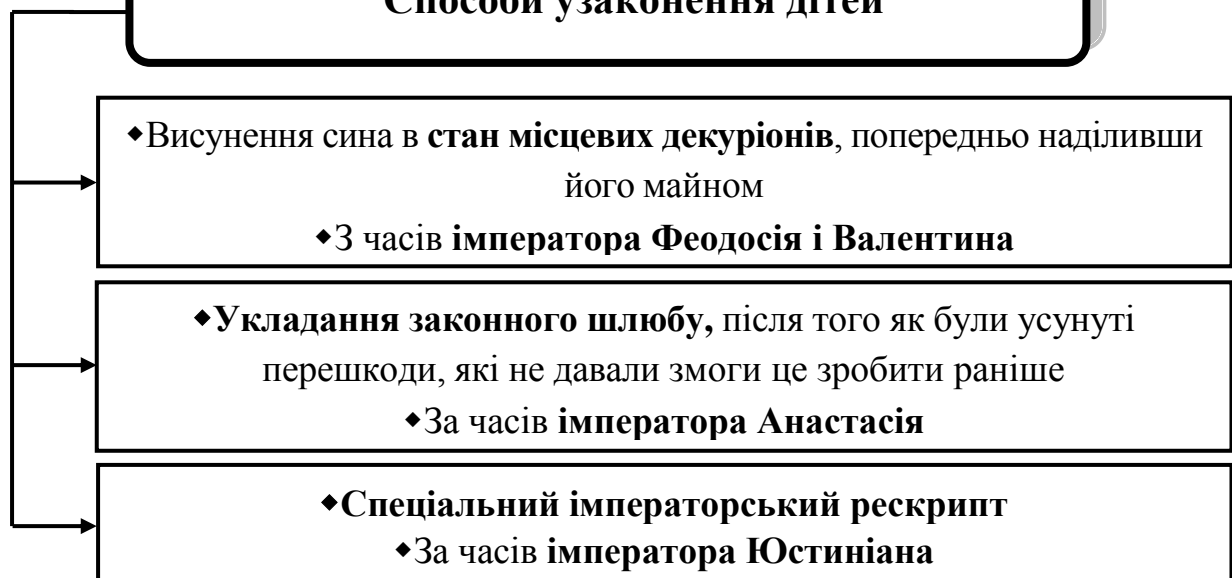 Способи узаконення дітей
◆Висунення сина в стан місцевих декуріонів, попередньо наділивши
його майном
◆З часів імператора Феодосія і Валентина
◆Укладання законного шлюбу, після того як були усунуті
перешкоди, які не давали змоги це зробити раніше
◆За часів імператора Анастасія
◆Спеціальний імператорський рескрипт
◆За часів імператора Юстиніана